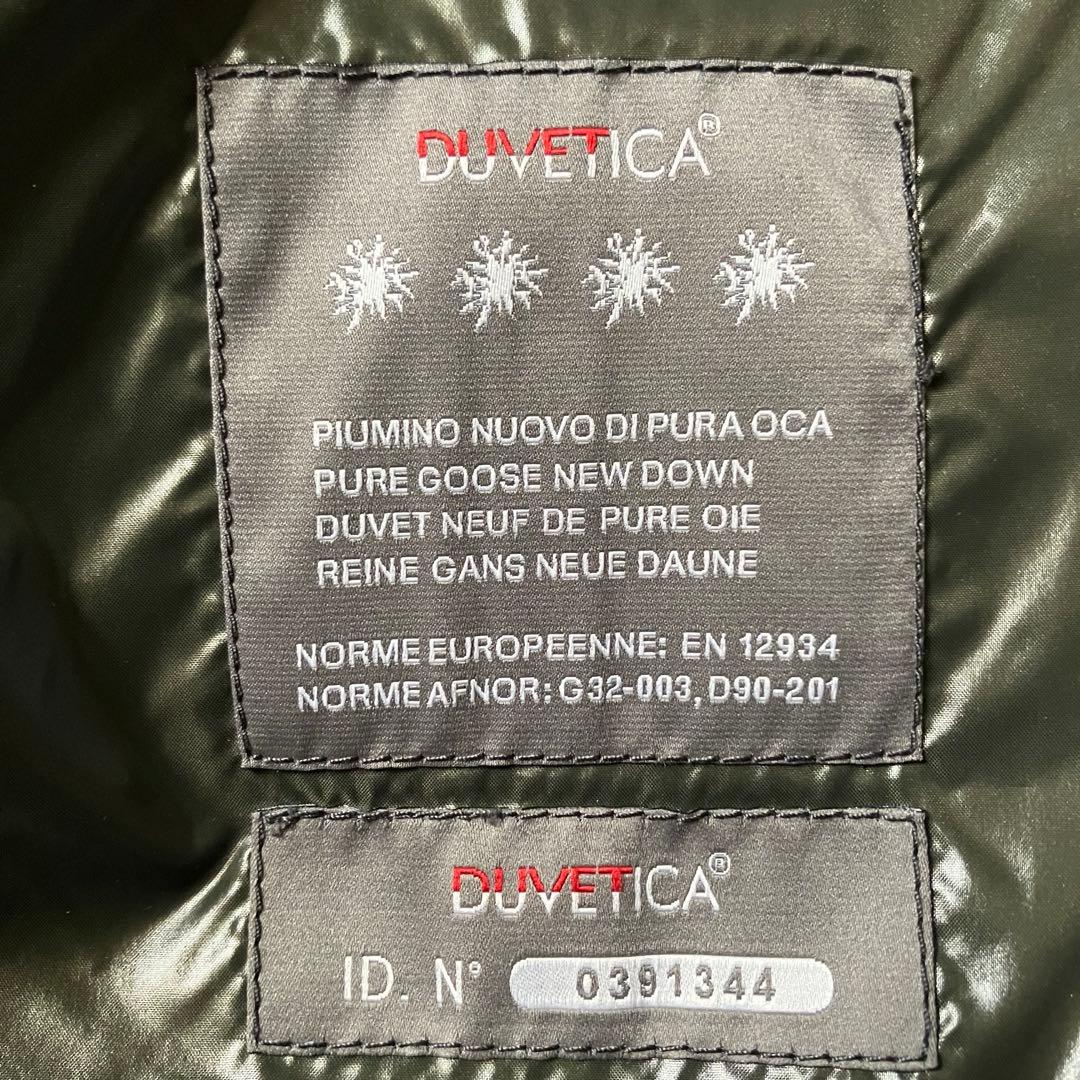 DUVETICA®
PIUMINO NUOVO DI PURA OCA
PURE GOOSE NEW DOWN
DUVET NEUF DE PURE OIE
REINE GANS NEUE DAUNE
NORME EUROPEENNE: EN 12934
NORME AFNOR: G32-003, D90-201
DUVETICA®
ID. Nº 0391344